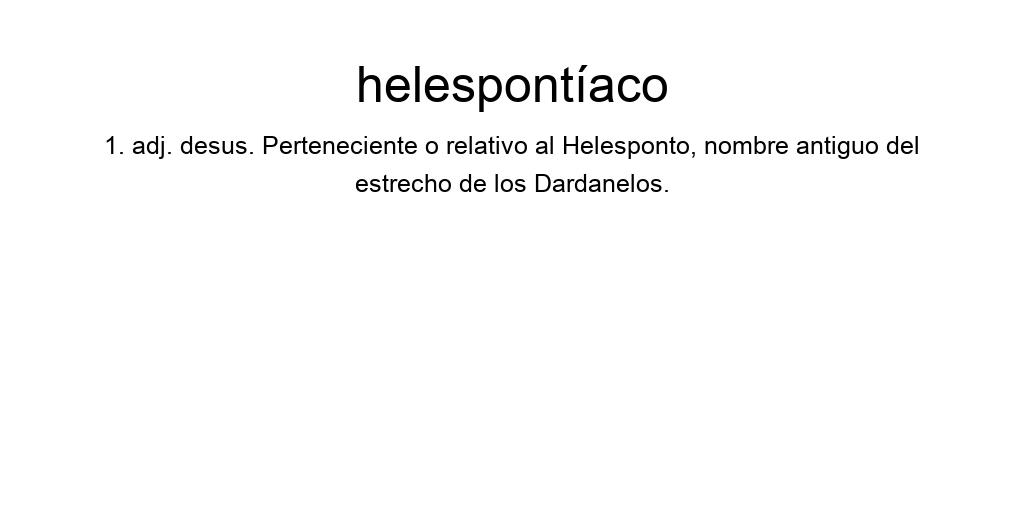 helespontíaco
1. adj. desus. Perteneciente o relativo al Helesponto, nombre antiguo del
estrecho de los Dardanelos.